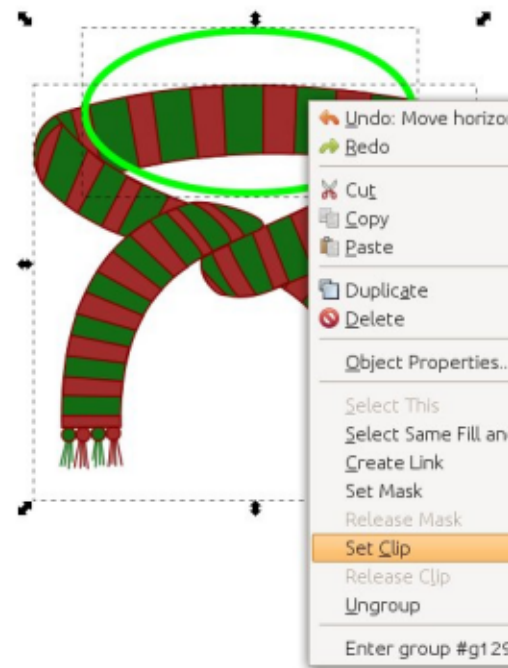 Undo: Move horizon
Redo
Cut
Copy
Paste
Duplicate
Delete
Object Properties...
Select This
Select Same Fill and
Create Link
Set Mask
Release Mask
Set Clip
Release Clip
Ungroup
Enter group #g129